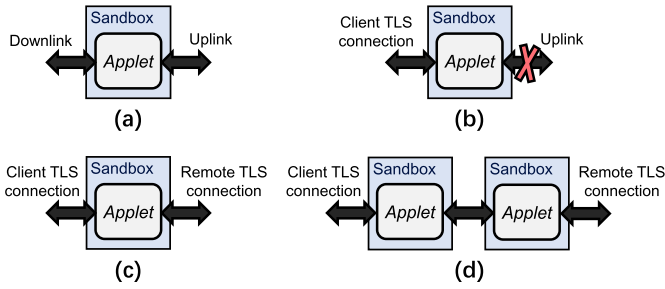 Sandbox
Downlink
Applet
Uplink
(a)
Client TLS
connection
Sandbox
Applet
Uplink
(b)
Client TLS
connection
Sandbox
Applet
Remote TLS
connection
(c)
Client TLS
connection
Sandbox
Applet
Sandbox
Applet
Remote TLS
connection
(d)